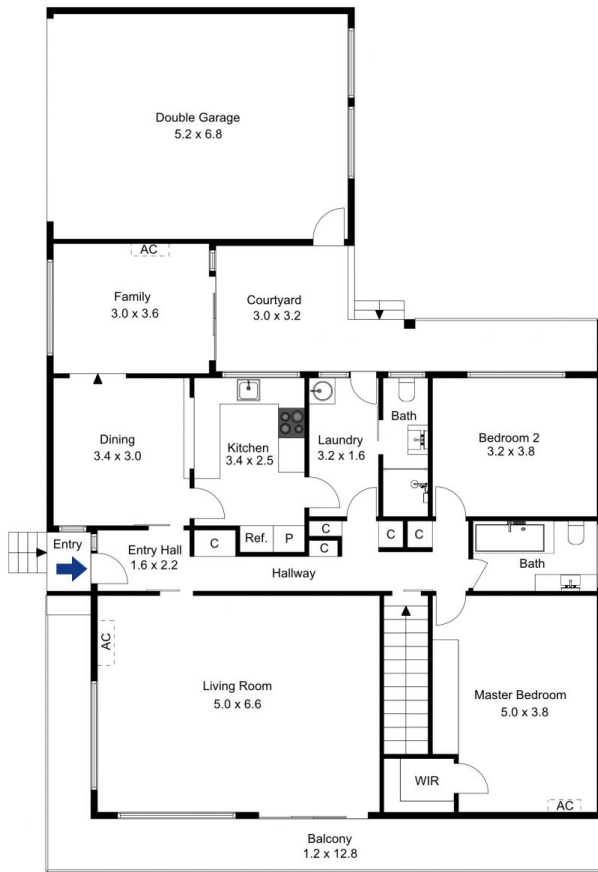 Double Garage
5.2 x 6.8
AC
Family
3.0 x 3.6
Courtyard
3.0 x 3.2
Dining
3.4 x 3.0
Kitchen
3.4 x 2.5
Laundry
3.2 x 1.6
Bath
Bedroom 2
3.2 x 3.8
Entry
Entry Hall
1.6 x 2.2
C
Ref.
P
C
C
C
C
Hallway
Bath
AC
Living Room
5.0 x 6.6
Master Bedroom
5.0 x 3.8
WIR
AC
Balcony
1.2 x 12.8